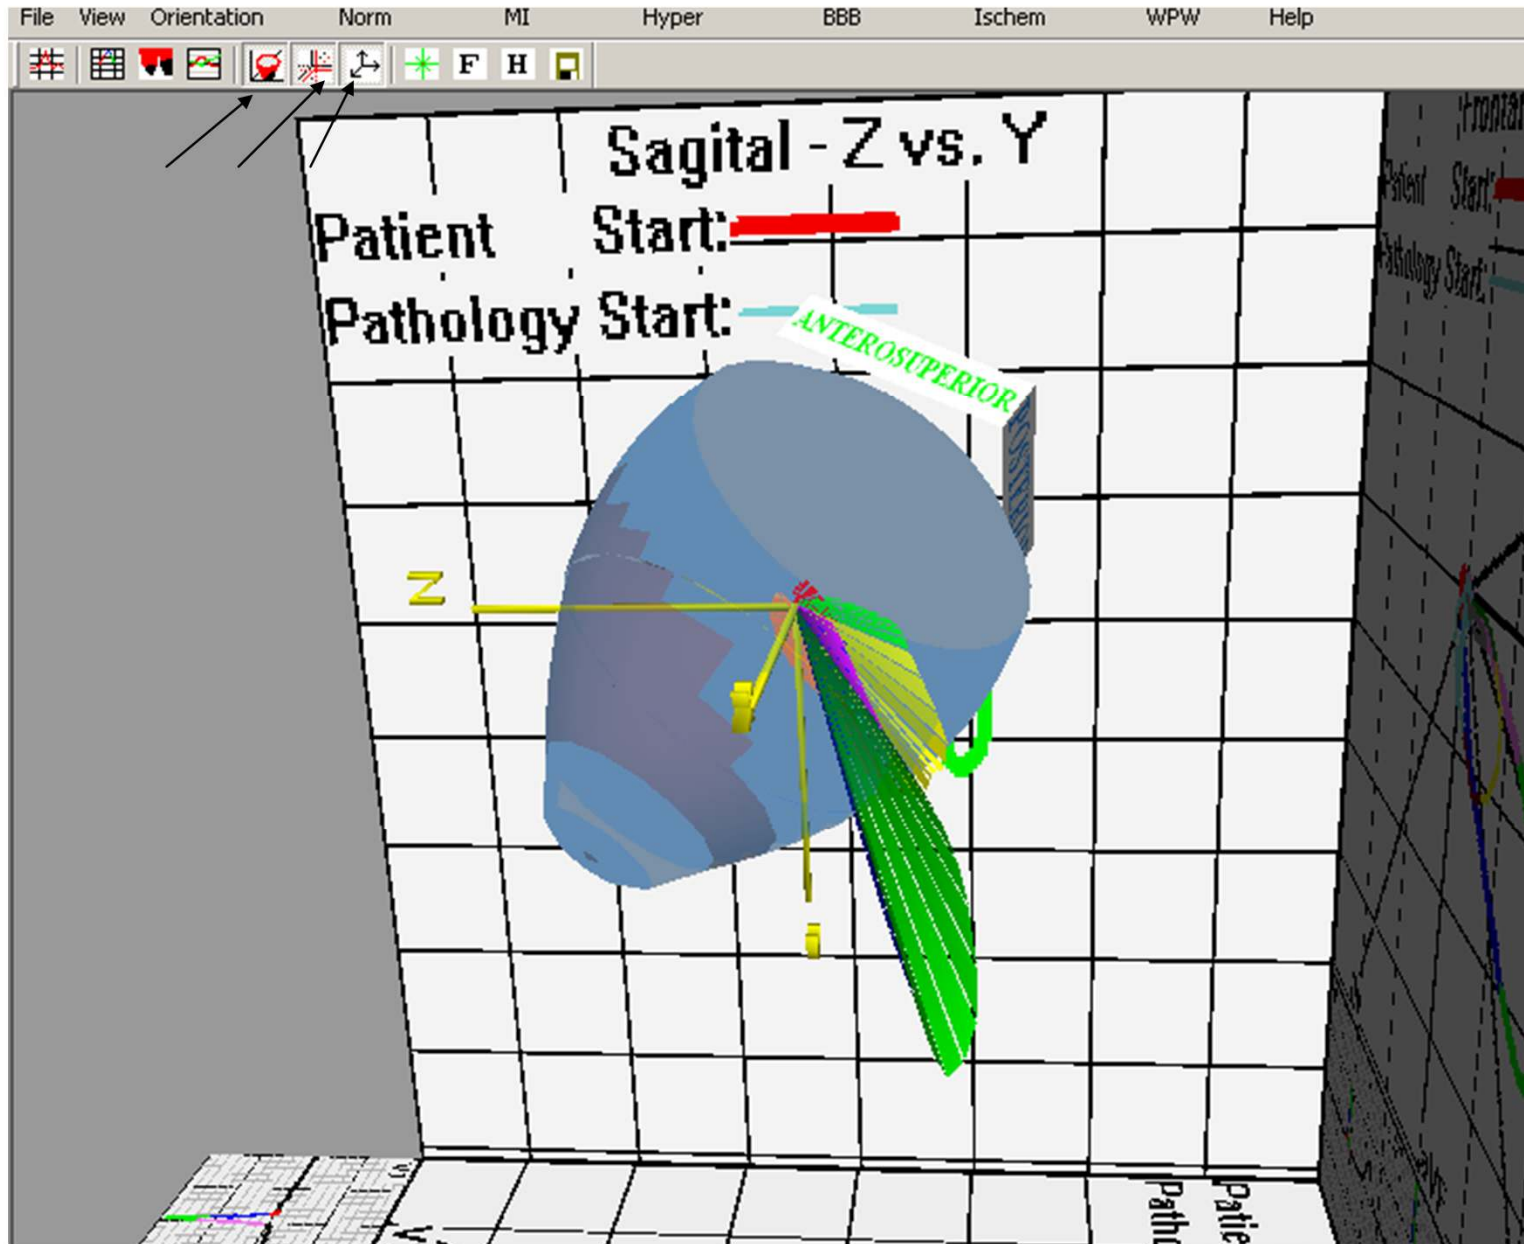 File View Orientation Norm MI Hyper BBB Ischem WPW Help
F H
Sagital - Z vs. Y
Patient Start:
Pathology Start:
ANTEROSUPERIOR
Z
Frontal
Patient Start:
Pathology Start: